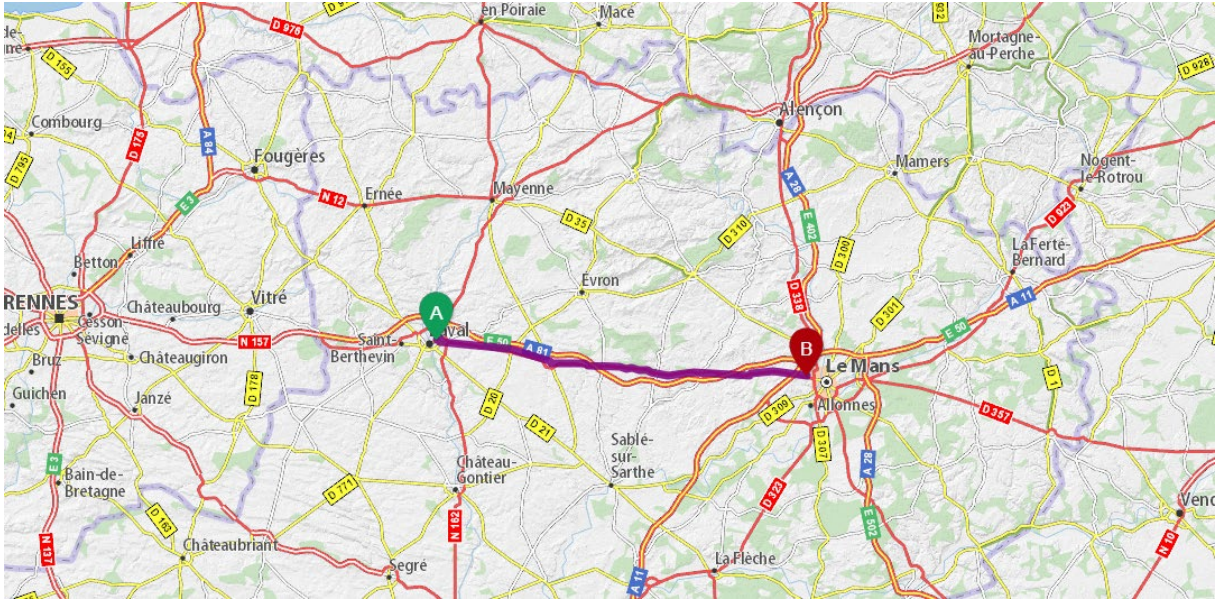 en Poiraie
Macé
D 976
D 155
Mortagne-
au-Perche
D 928
Combourg
D 175
A 84
D 795
Fougères
Alençon
Mamers
Nogent-
le-Rotrou
Ernée
N 12
Mayenne
A 28
D 923
E 3
D 35
D 310
E 402
D 300
Liffré
La Ferté-
Bernard
Betton
Évron
RENNES
Châteaubourg
Vitré
D 338
D 301
A 11
Cesson
Sévigné
A
Laval
E 50
A 81
E 50
N 157
Saint-
Berthevin
B
Le Mans
Bruz
Châteaugiron
D 178
D 1
Guichen
Janzé
D 20
D 21
D 309
Allonnes
D 357
D 307
Sablé-
sur-
Sarthe
E 3
Bain-de-
Bretagne
Château-
Gontier
D 771
D 323
A 28
D 163
N 162
E 502
N 10
N 137
Châteaubriant
Segré
La Flèche
A 11